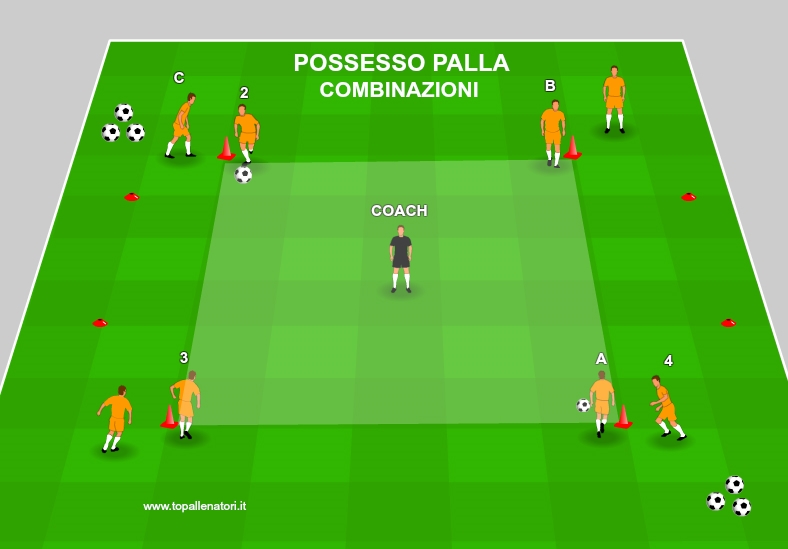 POSSESSO PALLA
COMBINAZIONI
C
2
B
COACH
3
A
4
www.topallenatori.it